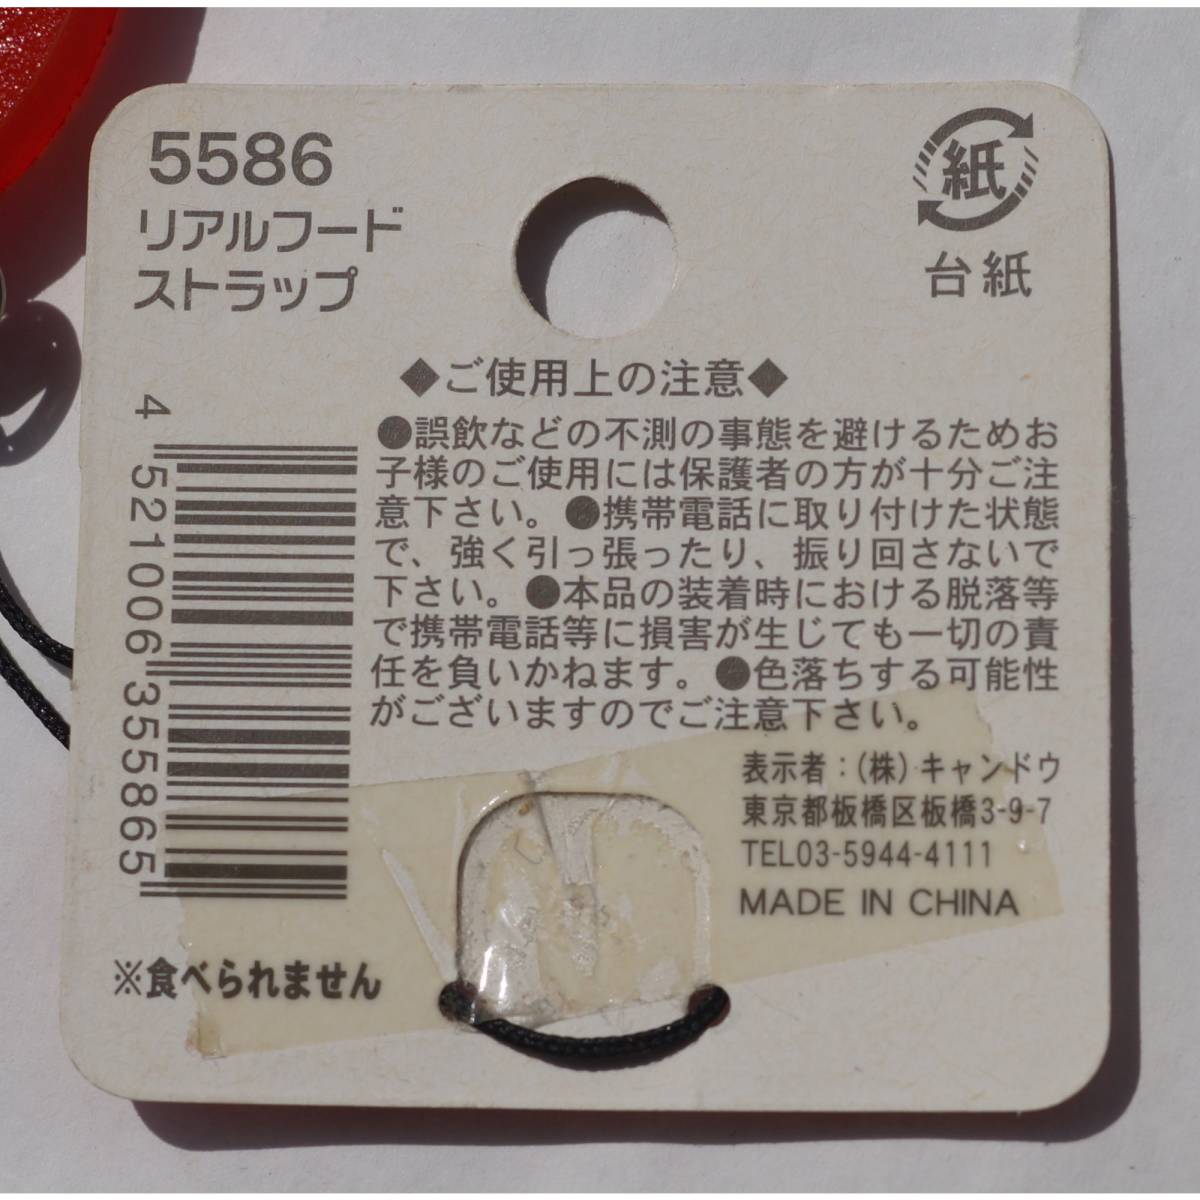 5586
リアルフード
ストラップ
紙
台紙
◆ご使用上の注意◆
●誤飲などの不測の事態を避けるためお
子様のご使用には保護者の方が十分ご注
意下さい。●携帯電話に取り付けた状態
で、強く引っ張ったり、振り回さないで
下さい。●本品の装着時における脱落等
で携帯電話等に損害が生じても一切の責
任を負いかねます。●色落ちする可能性
がございますのでご注意下さい。
4 521006 355865
表示者:(株)キャンドウ
東京都板橋区板橋3-9-7
TEL03-5944-4111
MADE IN CHINA
※食べられません